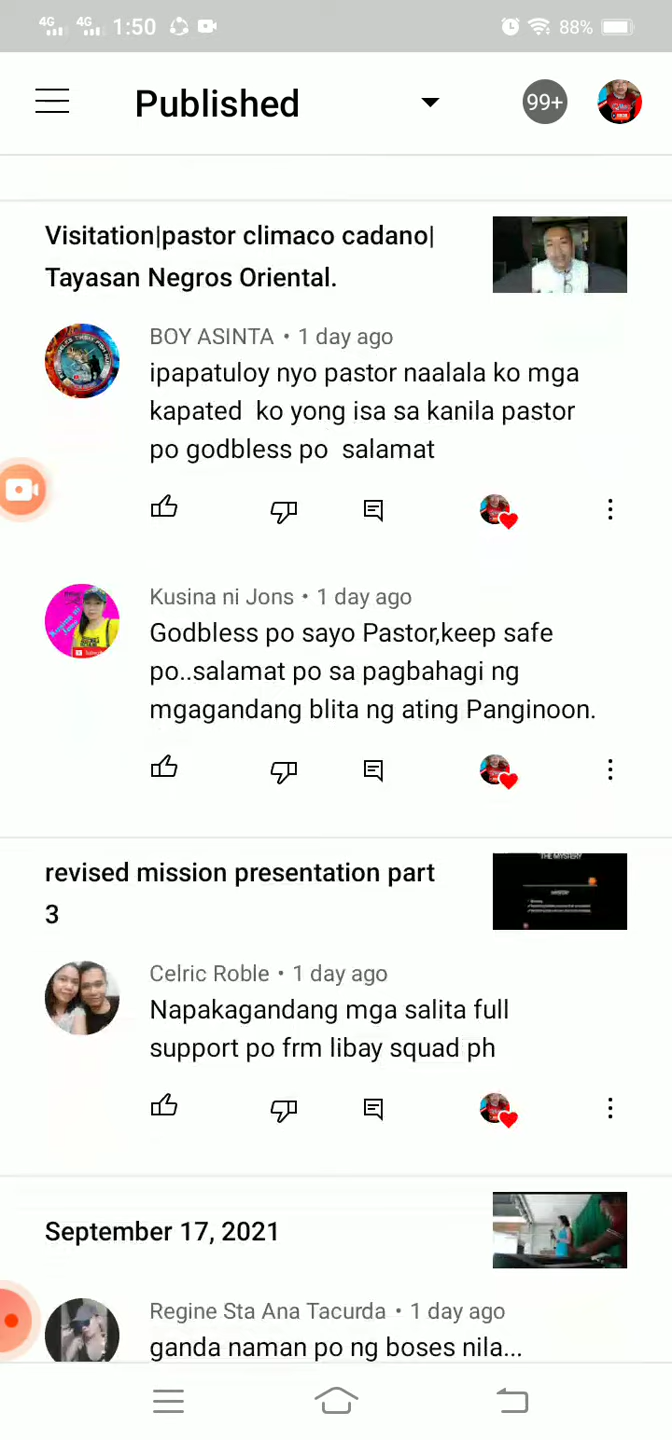 4G 4G 1:50 88%
Published 99+
Visitation|pastor climaco cadano|
Tayasan Negros Oriental.
BOY ASINTA • 1 day ago
ipapatuloy nyo pastor naalala ko mga
kapated ko yong isa sa kanila pastor
po godbless po salamat
Kusina ni Jons • 1 day ago
Godbless po sayo Pastor,keep safe
po..salamat po sa pagbahagi ng
mgagandang blita ng ating Panginoon.
revised mission presentation part
3
THE MYSTERY
Celric Roble • 1 day ago
Napakagandang mga salita full
support po frm libay squad ph
September 17, 2021
Regine Sta Ana Tacurda • 1 day ago
ganda naman po ng boses nila...